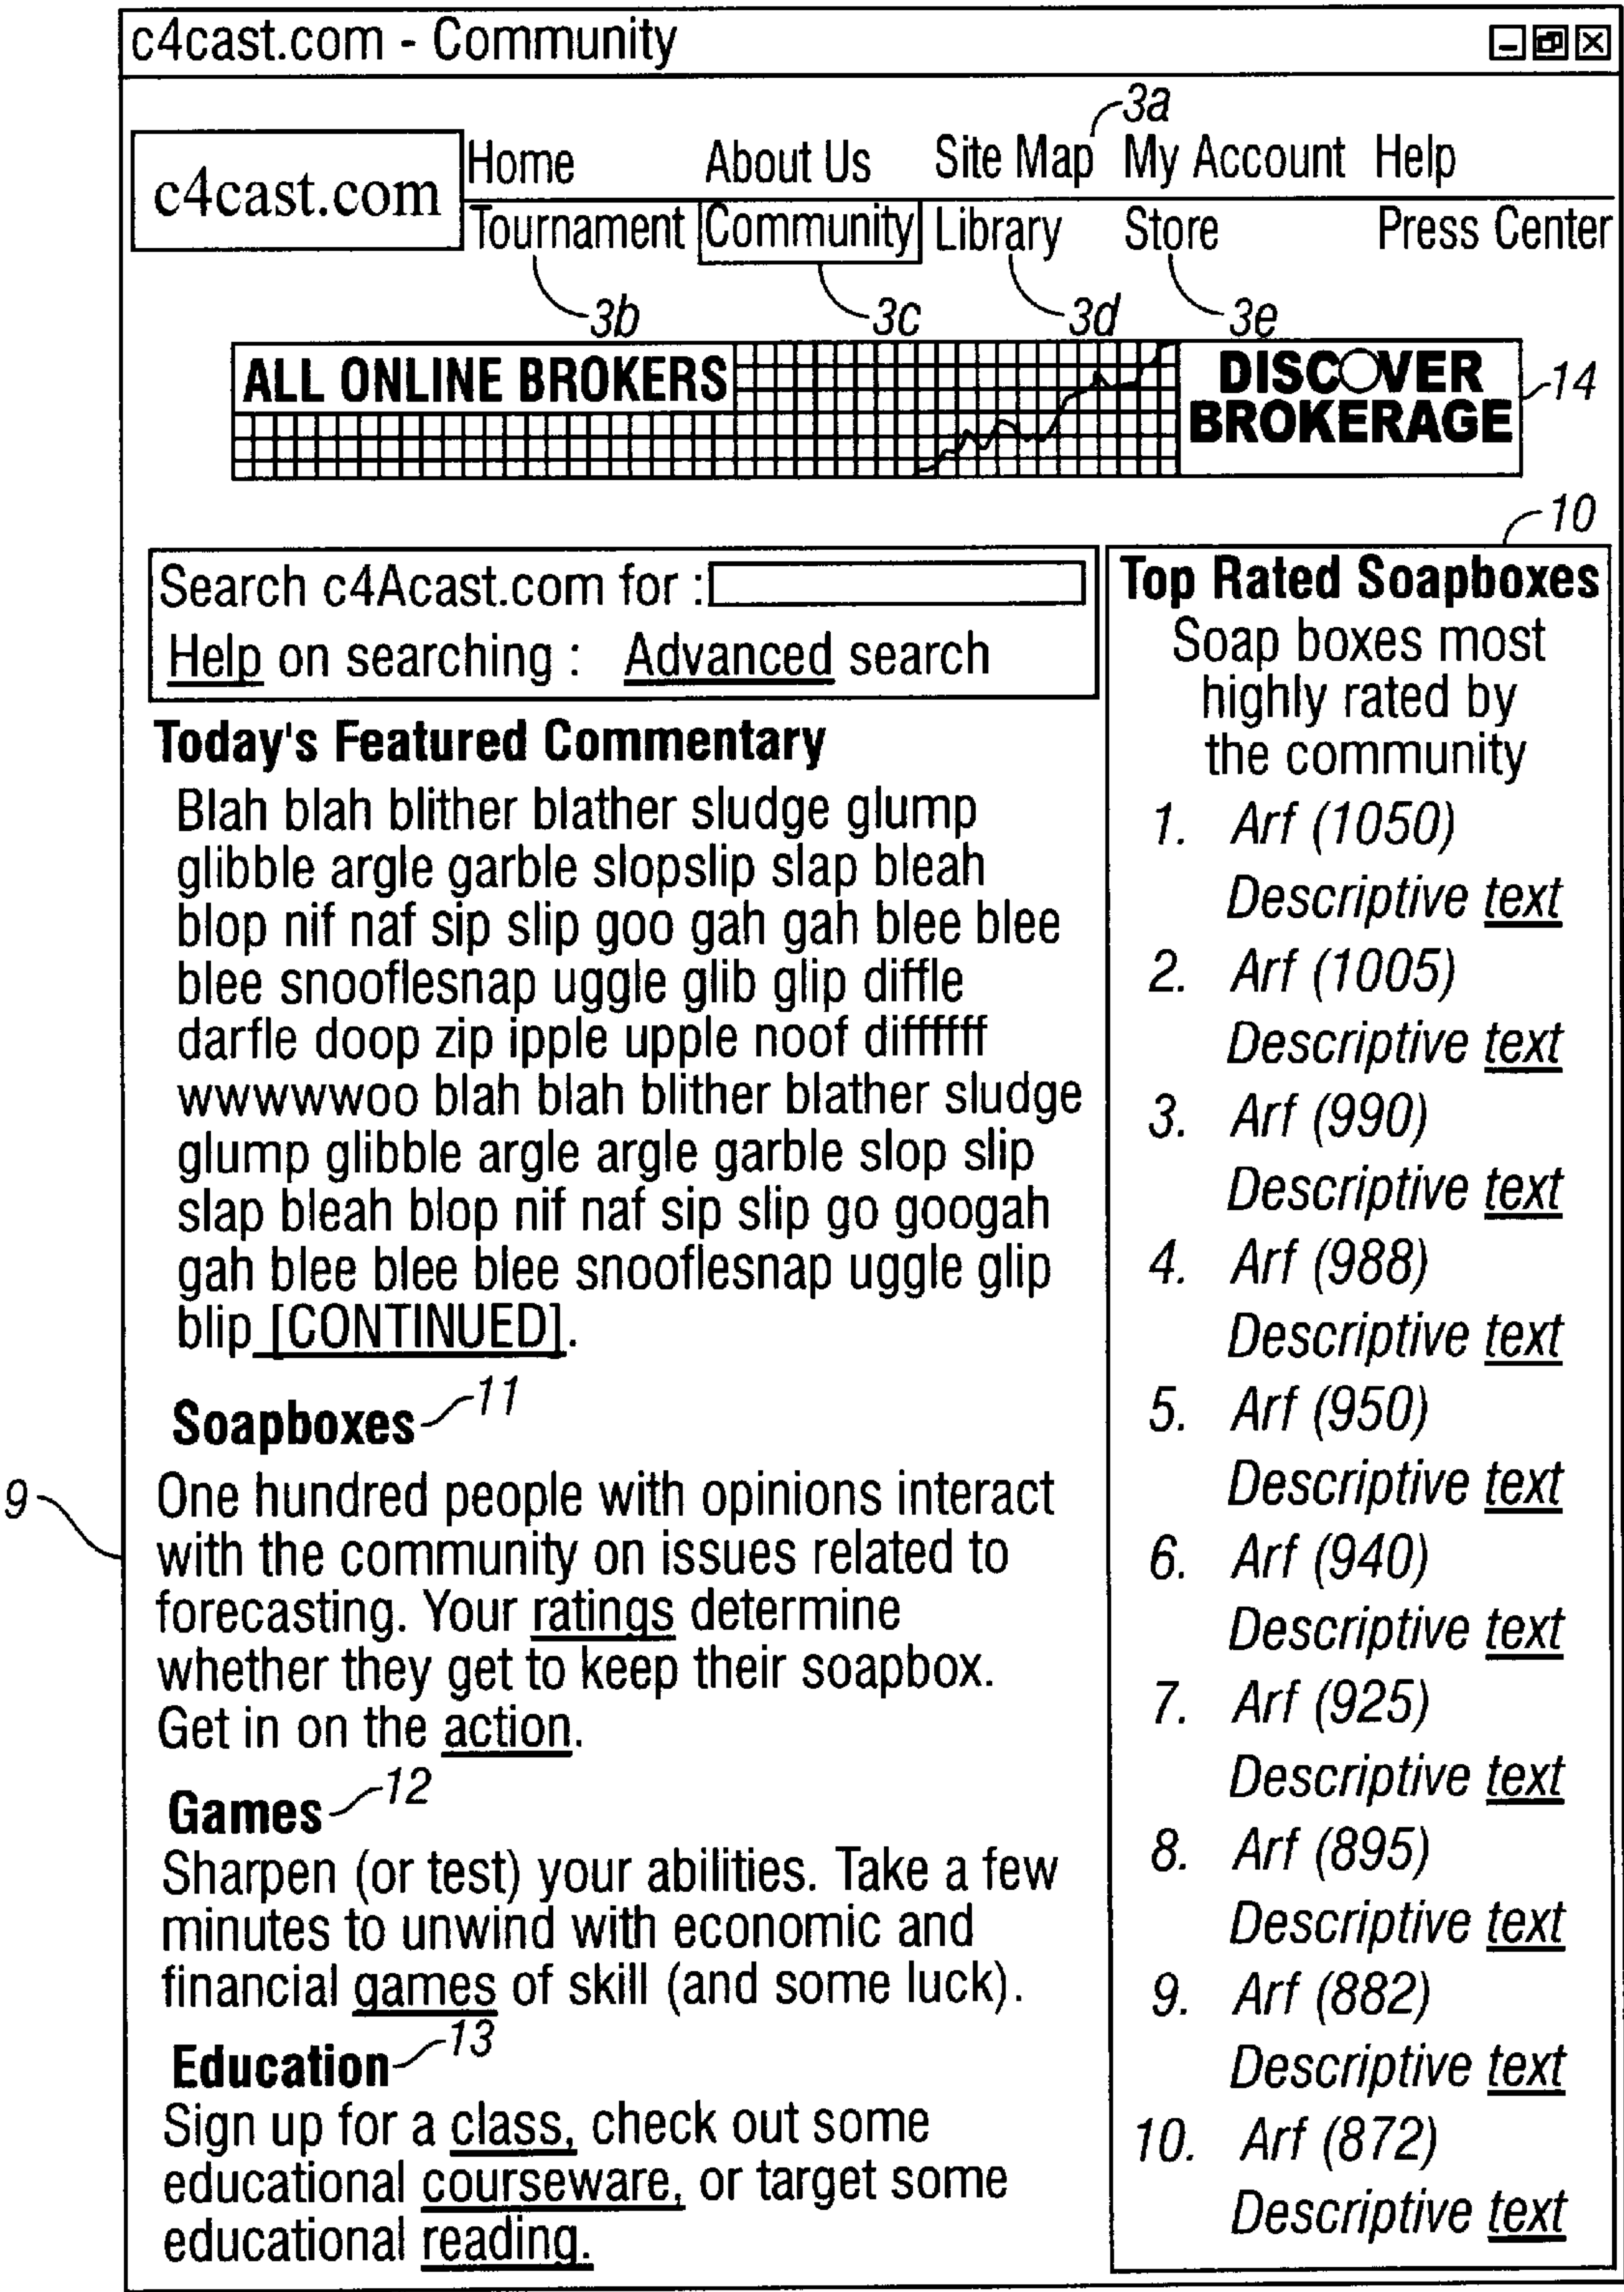 c4cast.com - Community
3a
c4cast.com
Home About Us Site Map My Account Help
Tournament Community Library Store Press Center
3b 3c 3d 3e
ALL ONLINE BROKERS
DISCOVER
BROKERAGE
14
10
Search c4Acast.com for :
Help on searching : Advanced search
Today's Featured Commentary
Blah blah blither blather sludge glump
glibble argle garble slopslip slap bleah
blop nif naf sip slip goo gah gah blee blee
blee snooflesnap uggle glib glip diffle
darfle doop zip ipple upple noof diffffff
wwwwwwoo blah blah blither blather sludge
glump glibble argle argle garble slop slip
slap bleah blop nif naf sip slip go googah
gah blee blee blee snooflesnap uggle glip
blip [CONTINUED].
Soapboxes 11
9
One hundred people with opinions interact
with the community on issues related to
forecasting. Your ratings determine
whether they get to keep their soapbox.
Get in on the action.
Games 12
Sharpen (or test) your abilities. Take a few
minutes to unwind with economic and
financial games of skill (and some luck).
Education 13
Sign up for a class, check out some
educational courseware, or target some
educational reading.
Top Rated Soapboxes
Soap boxes most
highly rated by
the community
1. Arf (1050)
Descriptive text
2. Arf (1005)
Descriptive text
3. Arf (990)
Descriptive text
4. Arf (988)
Descriptive text
5. Arf (950)
Descriptive text
6. Arf (940)
Descriptive text
7. Arf (925)
Descriptive text
8. Arf (895)
Descriptive text
9. Arf (882)
Descriptive text
10. Arf (872)
Descriptive text